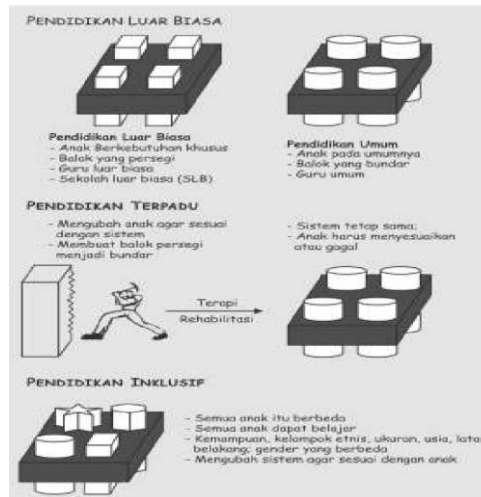 PENDIDIKAN LUAR BIASA
Pendidikan Luar Biasa
- Anak Berkebutuhan khusus
- Balok yang persegi
- Guru luar biasa
- Sekolah luar biasa (SLB)
Pendidikan Umum
- Anak pada umumnya
- Balok yang bundar
- Guru umum
PENDIDIKAN TERPADU
- Mengubah anak agar sesuai
dengan sistem
- Membuat balok persegi
menjadi bundar
- Sistem tetap sama;
- Anak harus menyesuaikan
atau gagal
Terapi
Rehabilitasi
PENDIDIKAN INKLUSIF
- Semua anak itu berbeda
- Semua anak dapat belajar
- Kemampuan, kelompok etnis, ukuran, usia, lata
belakang; gender yang berbeda
- Mengubah sistem agar sesuai dengan anak